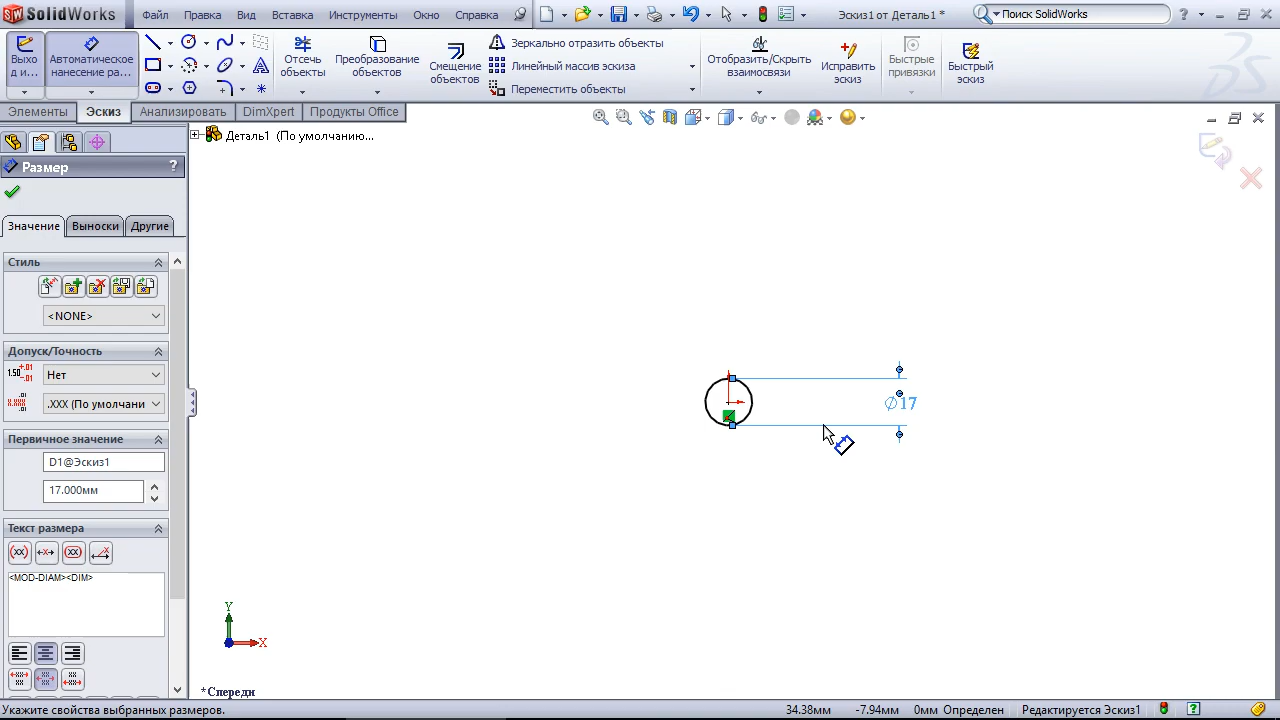 SolidWorks
Файл
Правка
Вид
Вставка
Инструменты
Окно
Справка
Эскиз1 от Деталь1 *
Поиск SolidWorks
?
Выхо
д и...
Автоматическое
нанесение ра...
Отсечь
объекты
Преобразование
объектов
Смещение
объектов
Зеркально отразить объекты
Линейный массив эскиза
Переместить объекты
Отобразить/Скрыть
взаимосвязи
Исправить
эскиз
Быстрые
привязки
Быстрый
эскиз
Элементы
Эскиз
Анализировать
DimXpert
Продукты Office
Деталь1 (По умолчанию...
Размер
?
Значение
Выноски
Другие
Стиль
<NONE>
Допуск/Точность
Нет
.XXX (По умолчани
Первичное значение
D1@Эскиз1
17.000мм
Текст размера
<MOD-DIAM><DIM>
∅17
Y
X
*Спереди
Укажите свойства выбранных размеров.
34.38мм
-7.94мм
0мм
Определен
Редактируется Эскиз1